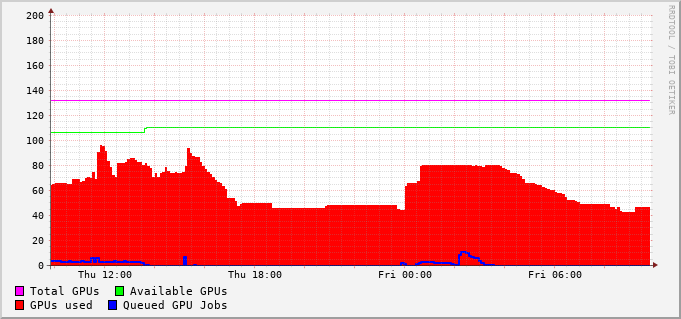 200
180
160
140
120
100
80
60
40
20
0
Thu 12:00 Thu 18:00 Fri 00:00 Fri 06:00
Total GPUs Available GPUs
GPUs used Queued GPU Jobs
RRDTOOL / TOBI OETIKER